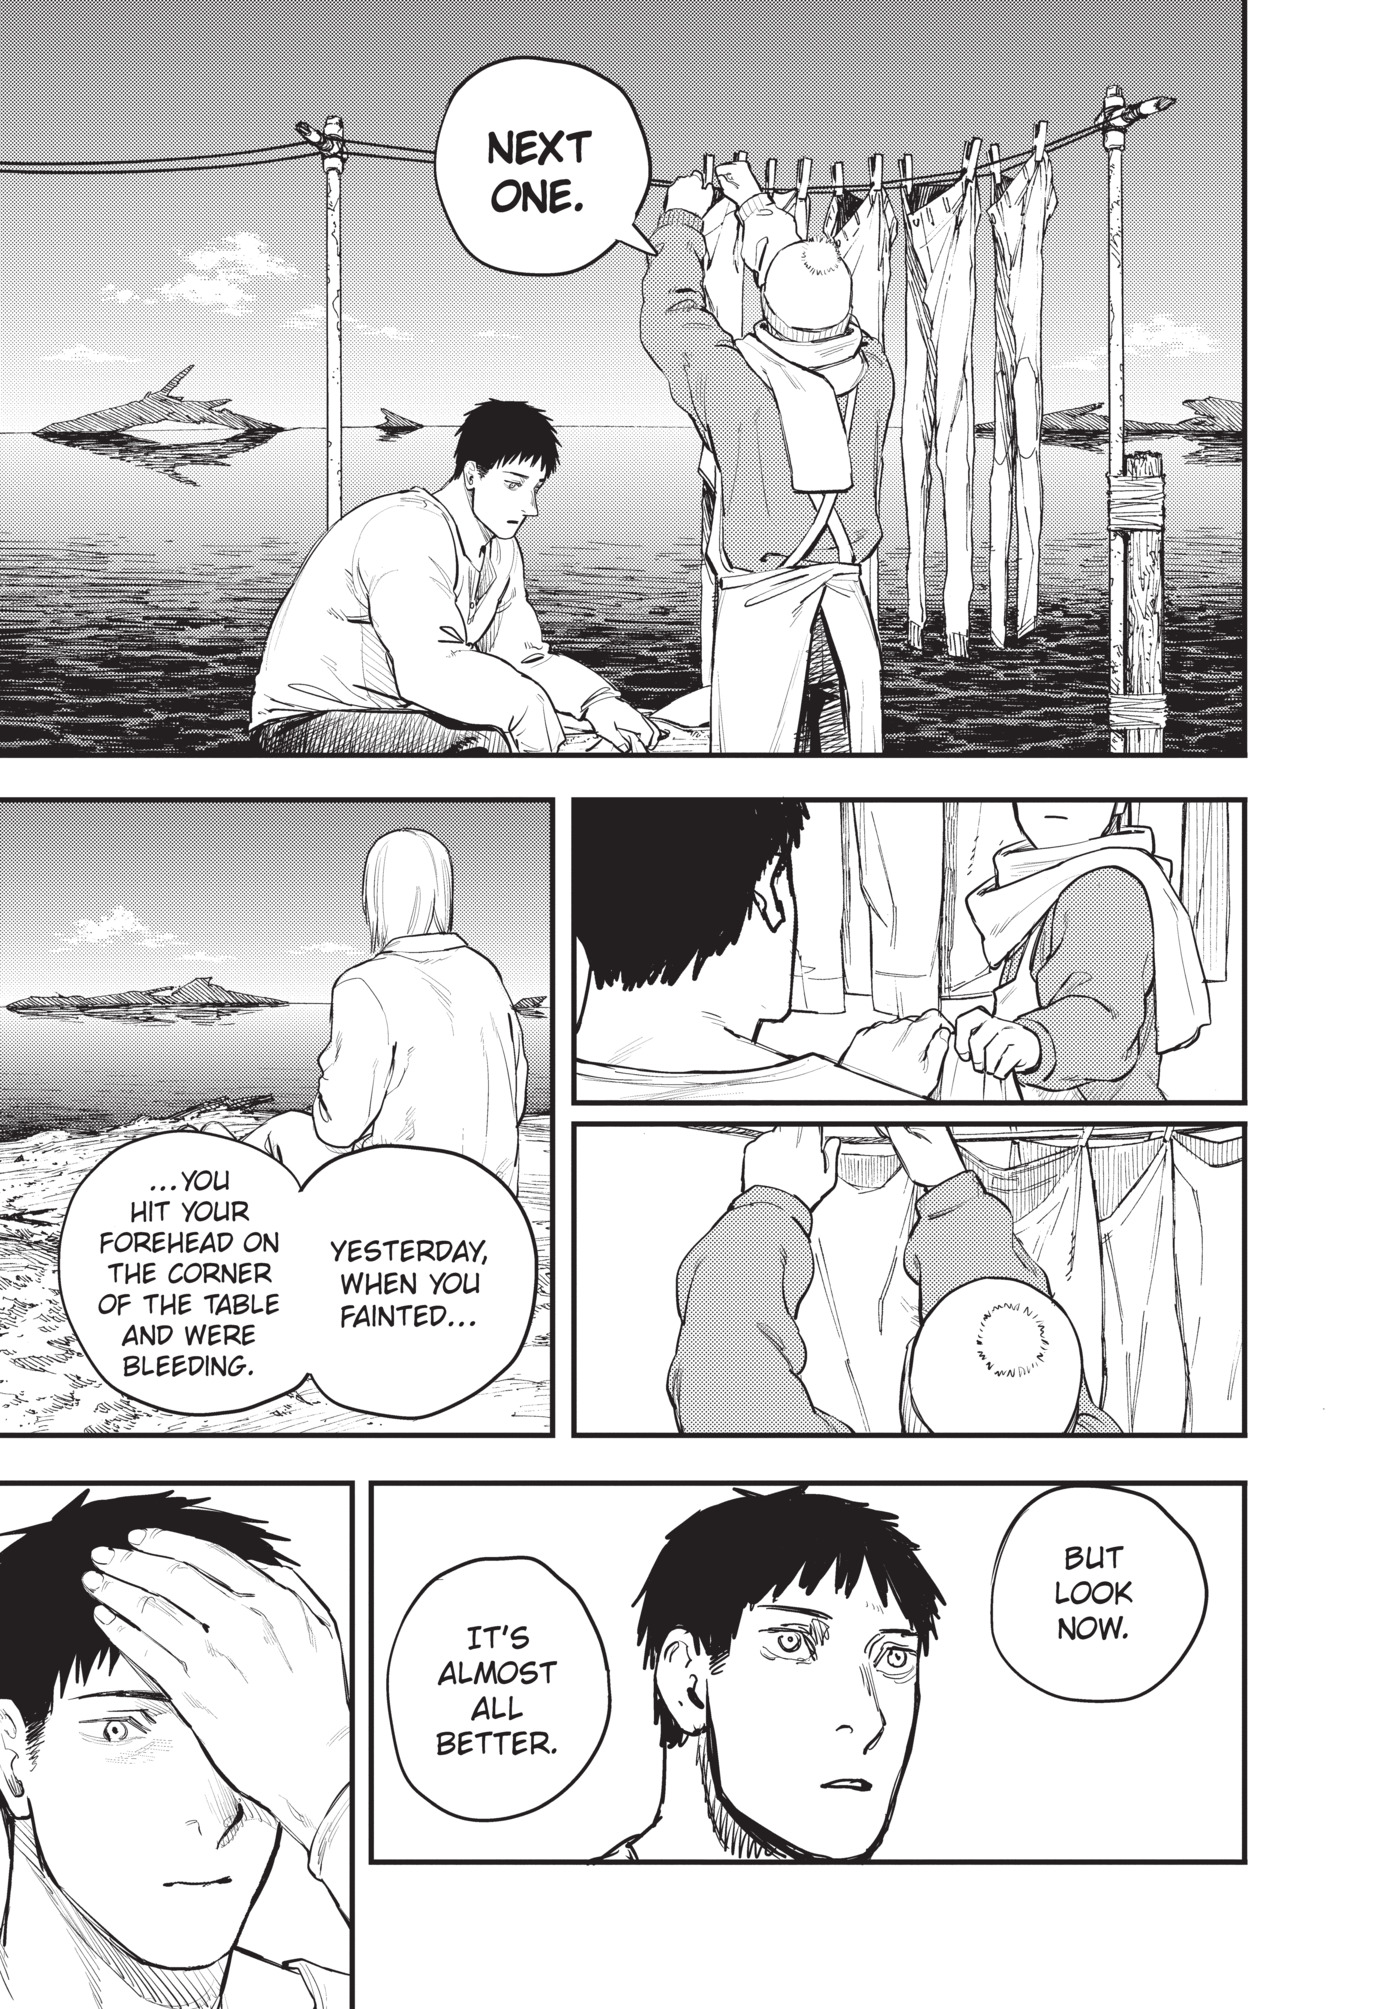 NEXT
ONE.
YESTERDAY,
WHEN YOU
FAINTED...
...YOU
HIT YOUR
FOREHEAD ON
THE CORNER
OF THE TABLE
AND WERE
BLEEDING.
BUT
LOOK
NOW.
IT'S
ALMOST
ALL
BETTER.